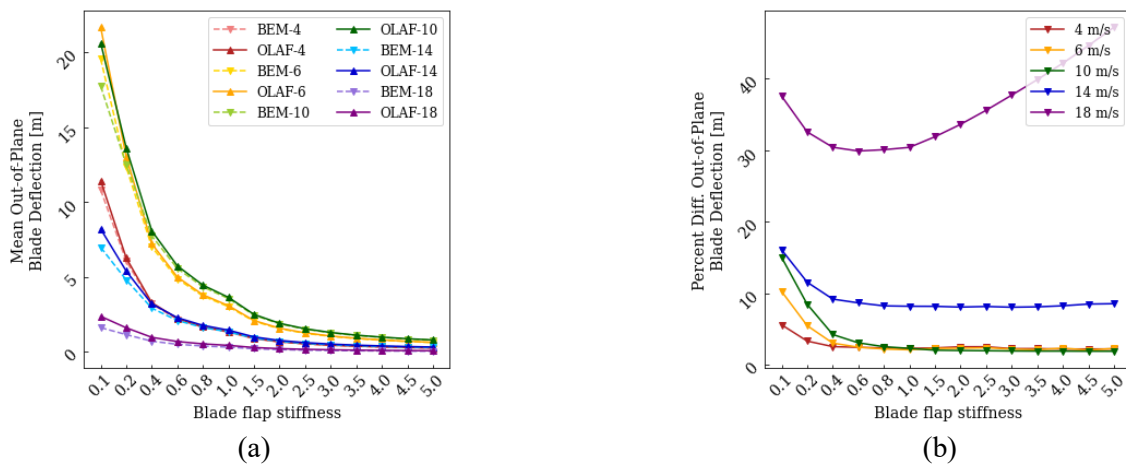 Mean Out-of-Plane
Blade Deflection [m]
20
15
10
5
0
BEM-4
OLAF-4
BEM-6
OLAF-6
BEM-10
OLAF-10
BEM-14
OLAF-14
BEM-18
OLAF-18
0.1 0.2 0.4 0.6 0.8 1.0 1.5 2.0 2.5 3.0 3.5 4.0 4.5 5.0
Blade flap stiffness
(a)
Percent Diff. Out-of-Plane
Blade Deflection [m]
40
30
20
10
0
4 m/s
6 m/s
10 m/s
14 m/s
18 m/s
0.1 0.2 0.4 0.6 0.8 1.0 1.5 2.0 2.5 3.0 3.5 4.0 4.5 5.0
Blade flap stiffness
(b)